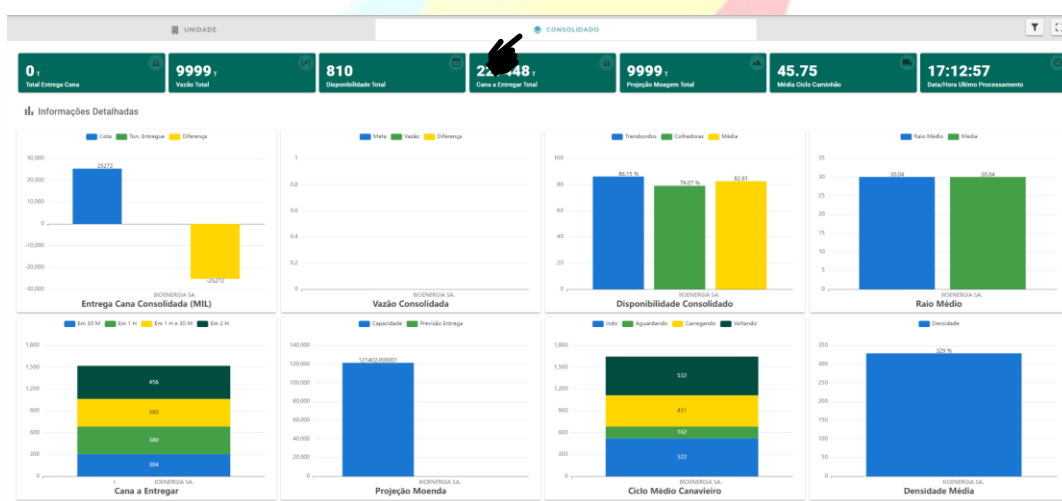 UNIDADE
CONSOLIDADO
0 T
Total Entrega Cana
9999 T
Vazão Total
810
Disponibilidade Total
Cana a Entregar Total
9999 T
Projeção Moagem Total
45.75
Média Ciclo Caminhão
17:12:57
Data/Hora Ultimo Processamento
Informações Detalhadas
Cota Ton. Entregue Diferença
30,000
20,000
10,000
0
-10,000
-20,000
-30,000
25272
-25272
BIOENERGIA SA.
Entrega Cana Consolidada (MIL)
Meta Vazão Diferença
1
0.8
0.6
0.4
0.2
0
BIOENERGIA SA.
Vazão Consolidada
Transbordos Colhedoras Média
100
80
60
40
20
0
86.15 %
79.07 %
82.61
BIOENERGIA SA.
Disponibilidade Consolidado
Raio Médio Média
35
30
25
20
15
10
5
0
30.04
30.04
BIOENERGIA SA.
Raio Médio
Em 30 M Em 1 H Em 1 H e 30 M Em 2 H
1,800
1,500
1,200
900
600
300
0
456
380
380
304
IOENERGIA SA.
Cana a Entregar
Capacidade Previsão Entrega
140.000
120.000
100.000
80.000
60.000
40.000
20.000
0
121402.000001
BIOENERGIA SA.
Projeção Moenda
Indo Aguardando Carregando Voltando
1,800
1,500
1,200
900
600
300
0
532
431
162
522
BIOENERGIA SA.
Ciclo Médio Canavieiro
Densidade
350
300
250
200
150
100
50
0
329 %
BIOENERGIA SA.
Densidade Média